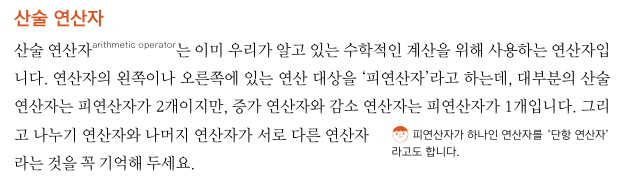 산술 연산자
산술 연산자arithmetic operator는 이미 우리가 알고 있는 수학적인 계산을 위해 사용하는 연산자입
니다. 연산자의 왼쪽이나 오른쪽에 있는 연산 대상을 ‘피연산자’라고 하는데, 대부분의 산술
연산자는 피연산자가 2개이지만, 증가 연산자와 감소 연산자는 피연산자가 1개입니다. 그리
고 나누기 연산자와 나머지 연산자가 서로 다른 연산자
라는 것을 꼭 기억해 두세요.
피연산자가 하나인 연산자를 ‘단항 연산자’
라고도 합니다.